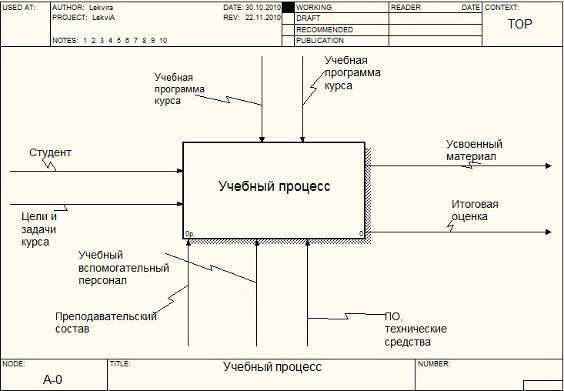 USED AT:
AUTHOR: Lekvira
DATE: 30.10.2010
WORKING
READER
DATE
CONTEXT:
PROJECT: LekviA
REV: 22.11.2010
DRAFT
TOP
RECOMMENDED
NOTES: 1 2 3 4 5 6 7 8 9 10
PUBLICATION
Учебная
программа
курса
Учебная
программа
курса
Студент
Усвоенный
материал
Учебный процесс
Цели и
задачи
курса
Итоговая
оценка
0р.
0
Учебный
вспомогательный
персонал
Преподавательский
состав
ПО,
технические
средства
NODE:
TITLE:
NUMBER:
Учебный процесс
A-0